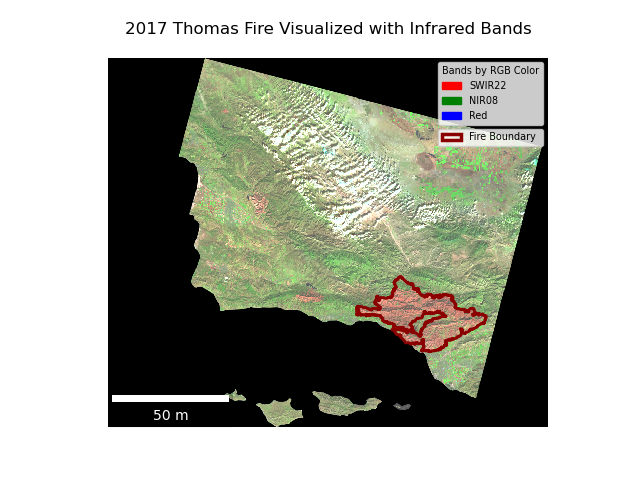 2017 Thomas Fire Visualized with Infrared Bands
Bands by RGB Color
SWIR22
NIR08
Red
Fire Boundary
50 m